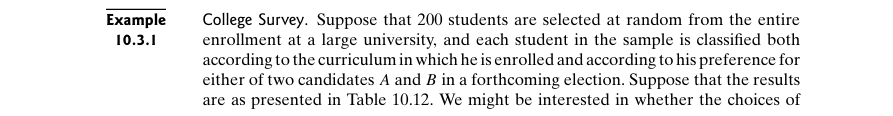 Example 10.3.1
College Survey. Suppose that 200 students are selected at random from the entire
enrollment at a large university, and each student in the sample is classified both
according to the curriculum in which he is enrolled and according to his preference for
either of two candidates A and B in a forthcoming election. Suppose that the results
are as presented in Table 10.12. We might be interested in whether the choices of